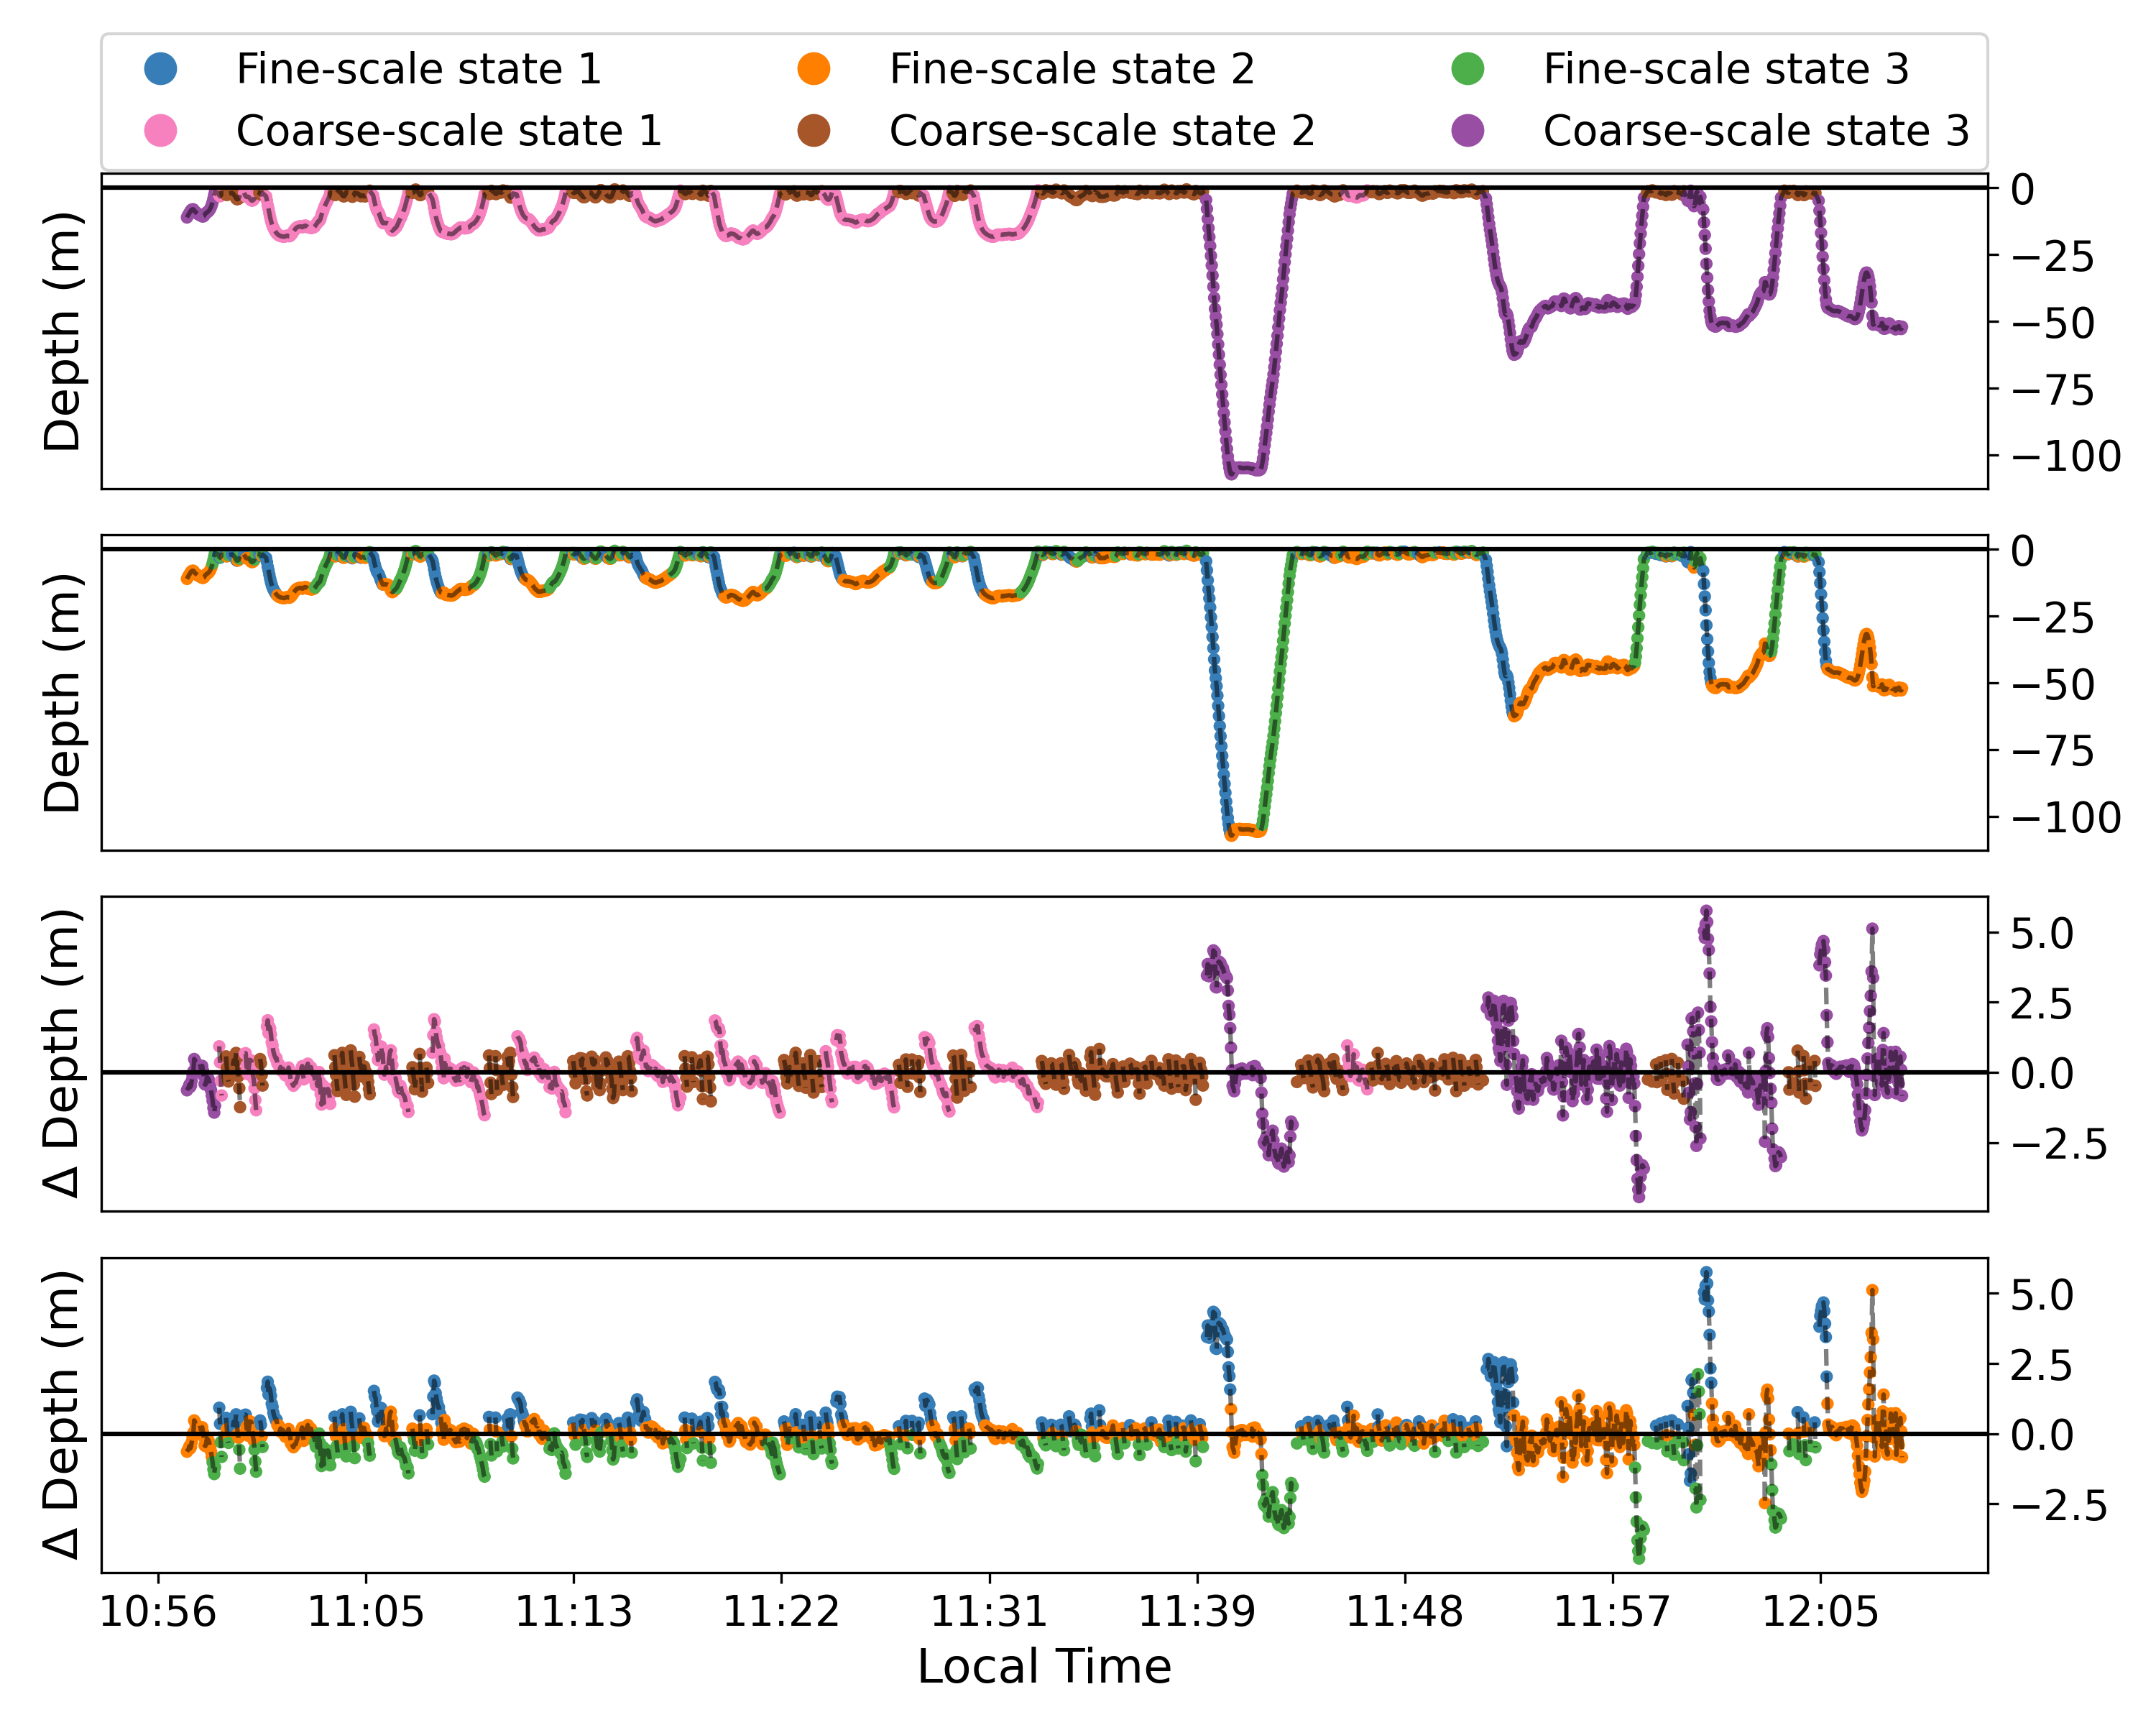 Fine-scale state 1 Fine-scale state 2 Fine-scale state 3
Coarse-scale state 1 Coarse-scale state 2 Coarse-scale state 3
Depth (m)
0
−25
−50
−75
−100
Depth (m)
0
−25
−50
−75
−100
Δ Depth (m)
5.0
2.5
0.0
−2.5
Δ Depth (m)
5.0
2.5
0.0
−2.5
10:56 11:05 11:13 11:22 11:31 11:39 11:48 11:57 12:05
Local Time